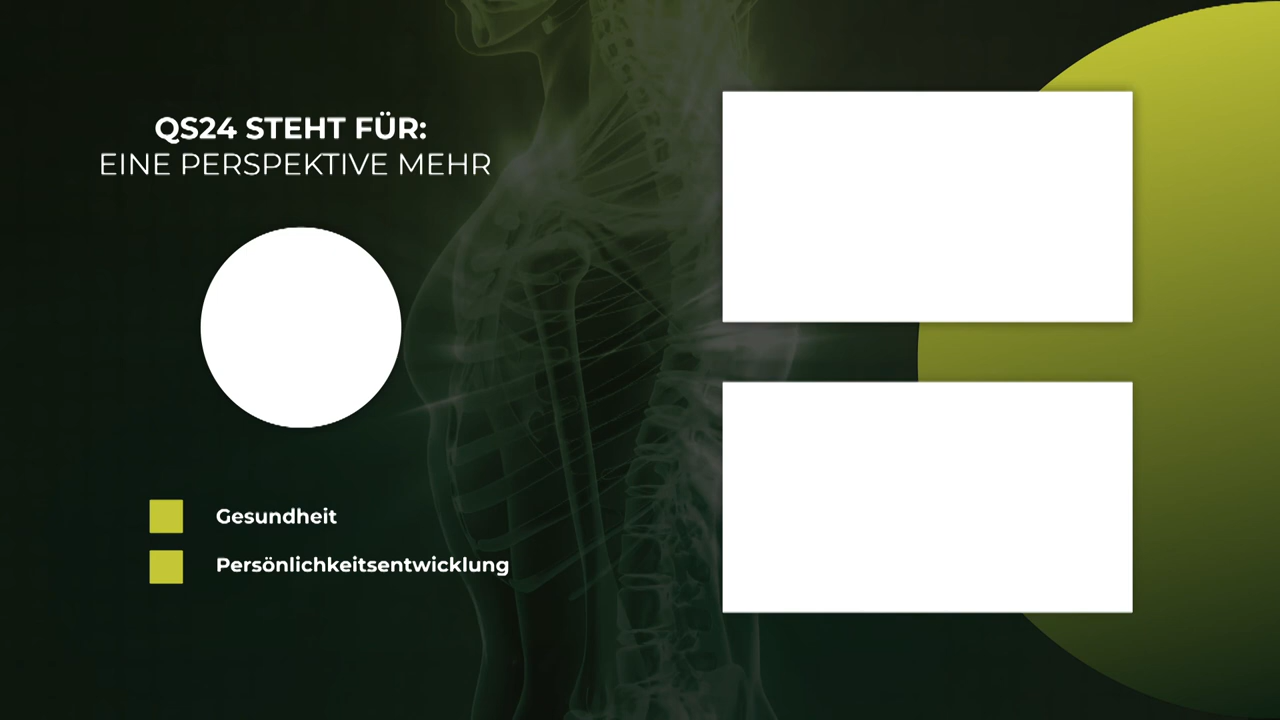 QS24 STEHT FÜR:
EINE PERSPEKTIVE MEHR
Gesundheit
Persönlichkeitsentwicklung